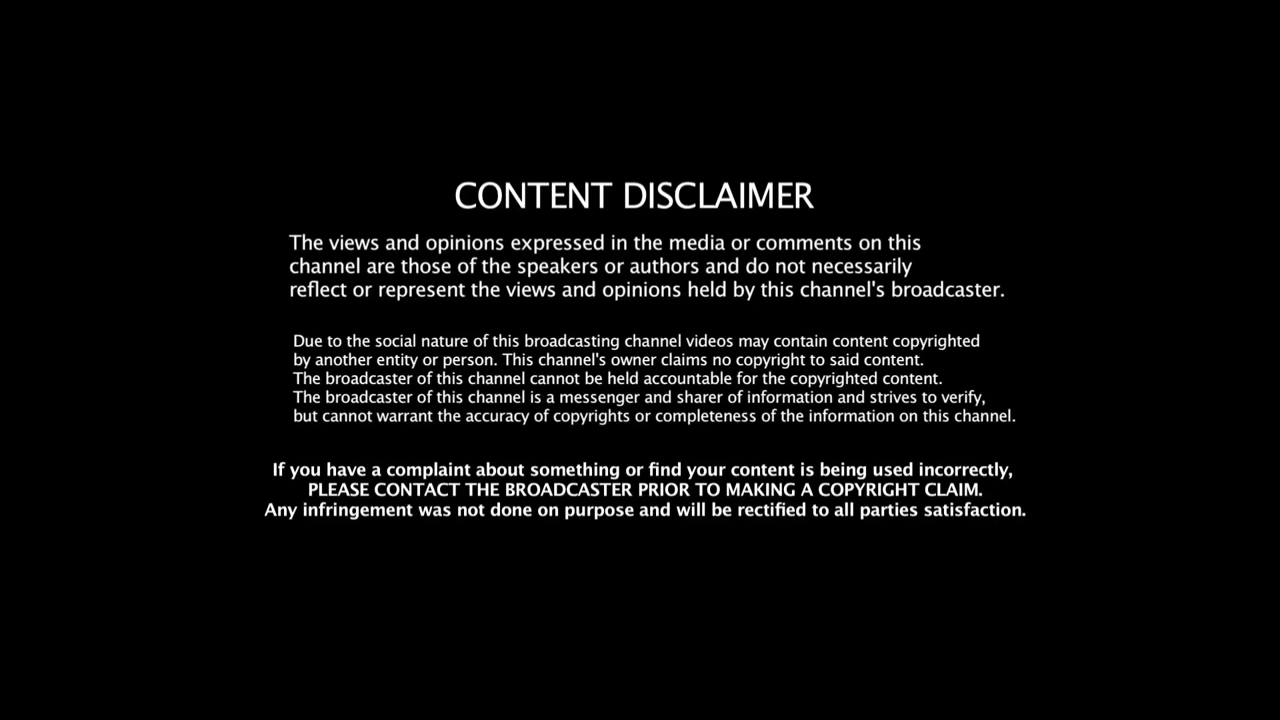 CONTENT DISCLAIMER
The views and opinions expressed in the media or comments on this
channel are those of the speakers or authors and do not necessarily
reflect or represent the views and opinions held by this channel's broadcaster.
Due to the social nature of this broadcasting channel videos may contain content copyrighted
by another entity or person. This channel's owner claims no copyright to said content.
The broadcaster of this channel cannot be held accountable for the copyrighted content.
The broadcaster of this channel is a messenger and sharer of information and strives to verify,
but cannot warrant the accuracy of copyrights or completeness of the information on this channel.
If you have a complaint about something or find your content is being used incorrectly,
PLEASE CONTACT THE BROADCASTER PRIOR TO MAKING A COPYRIGHT CLAIM.
Any infringement was not done on purpose and will be rectified to all parties satisfaction.